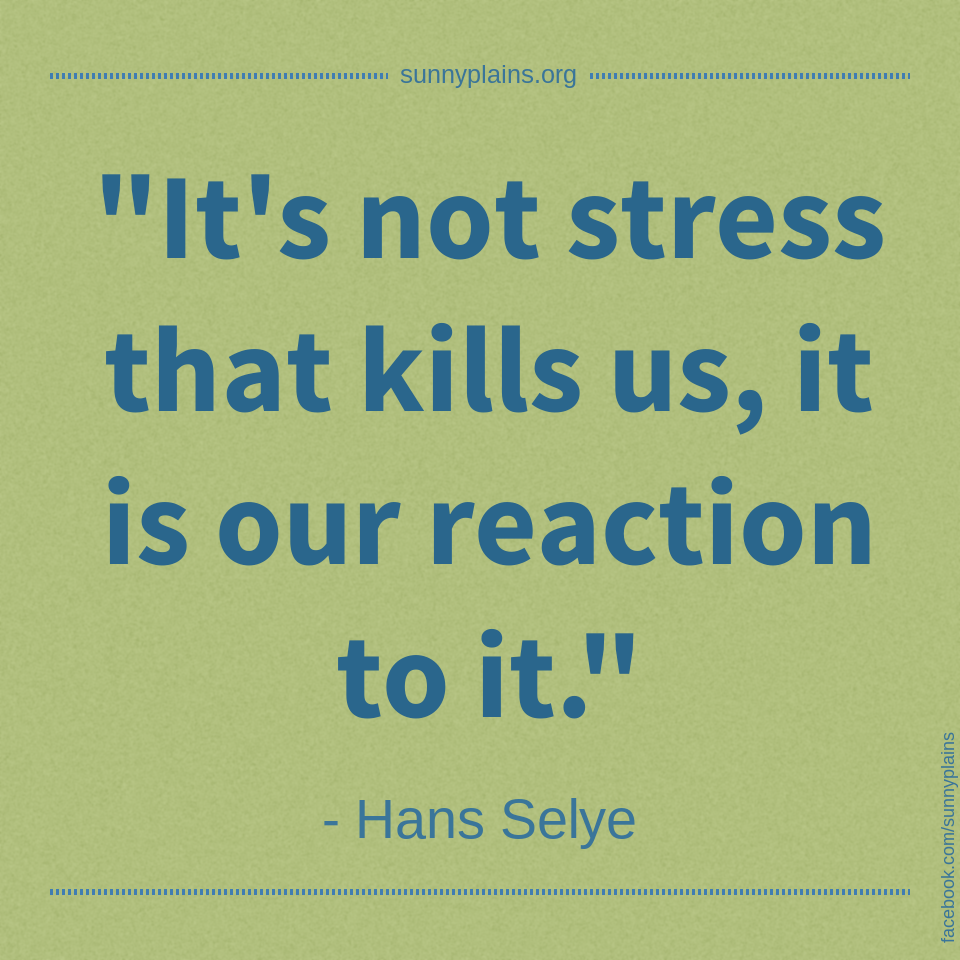 sunnyplains.org
"It's not stress
that kills us, it
is our reaction
to it."
- Hans Selye
facebook.com/sunnyplains